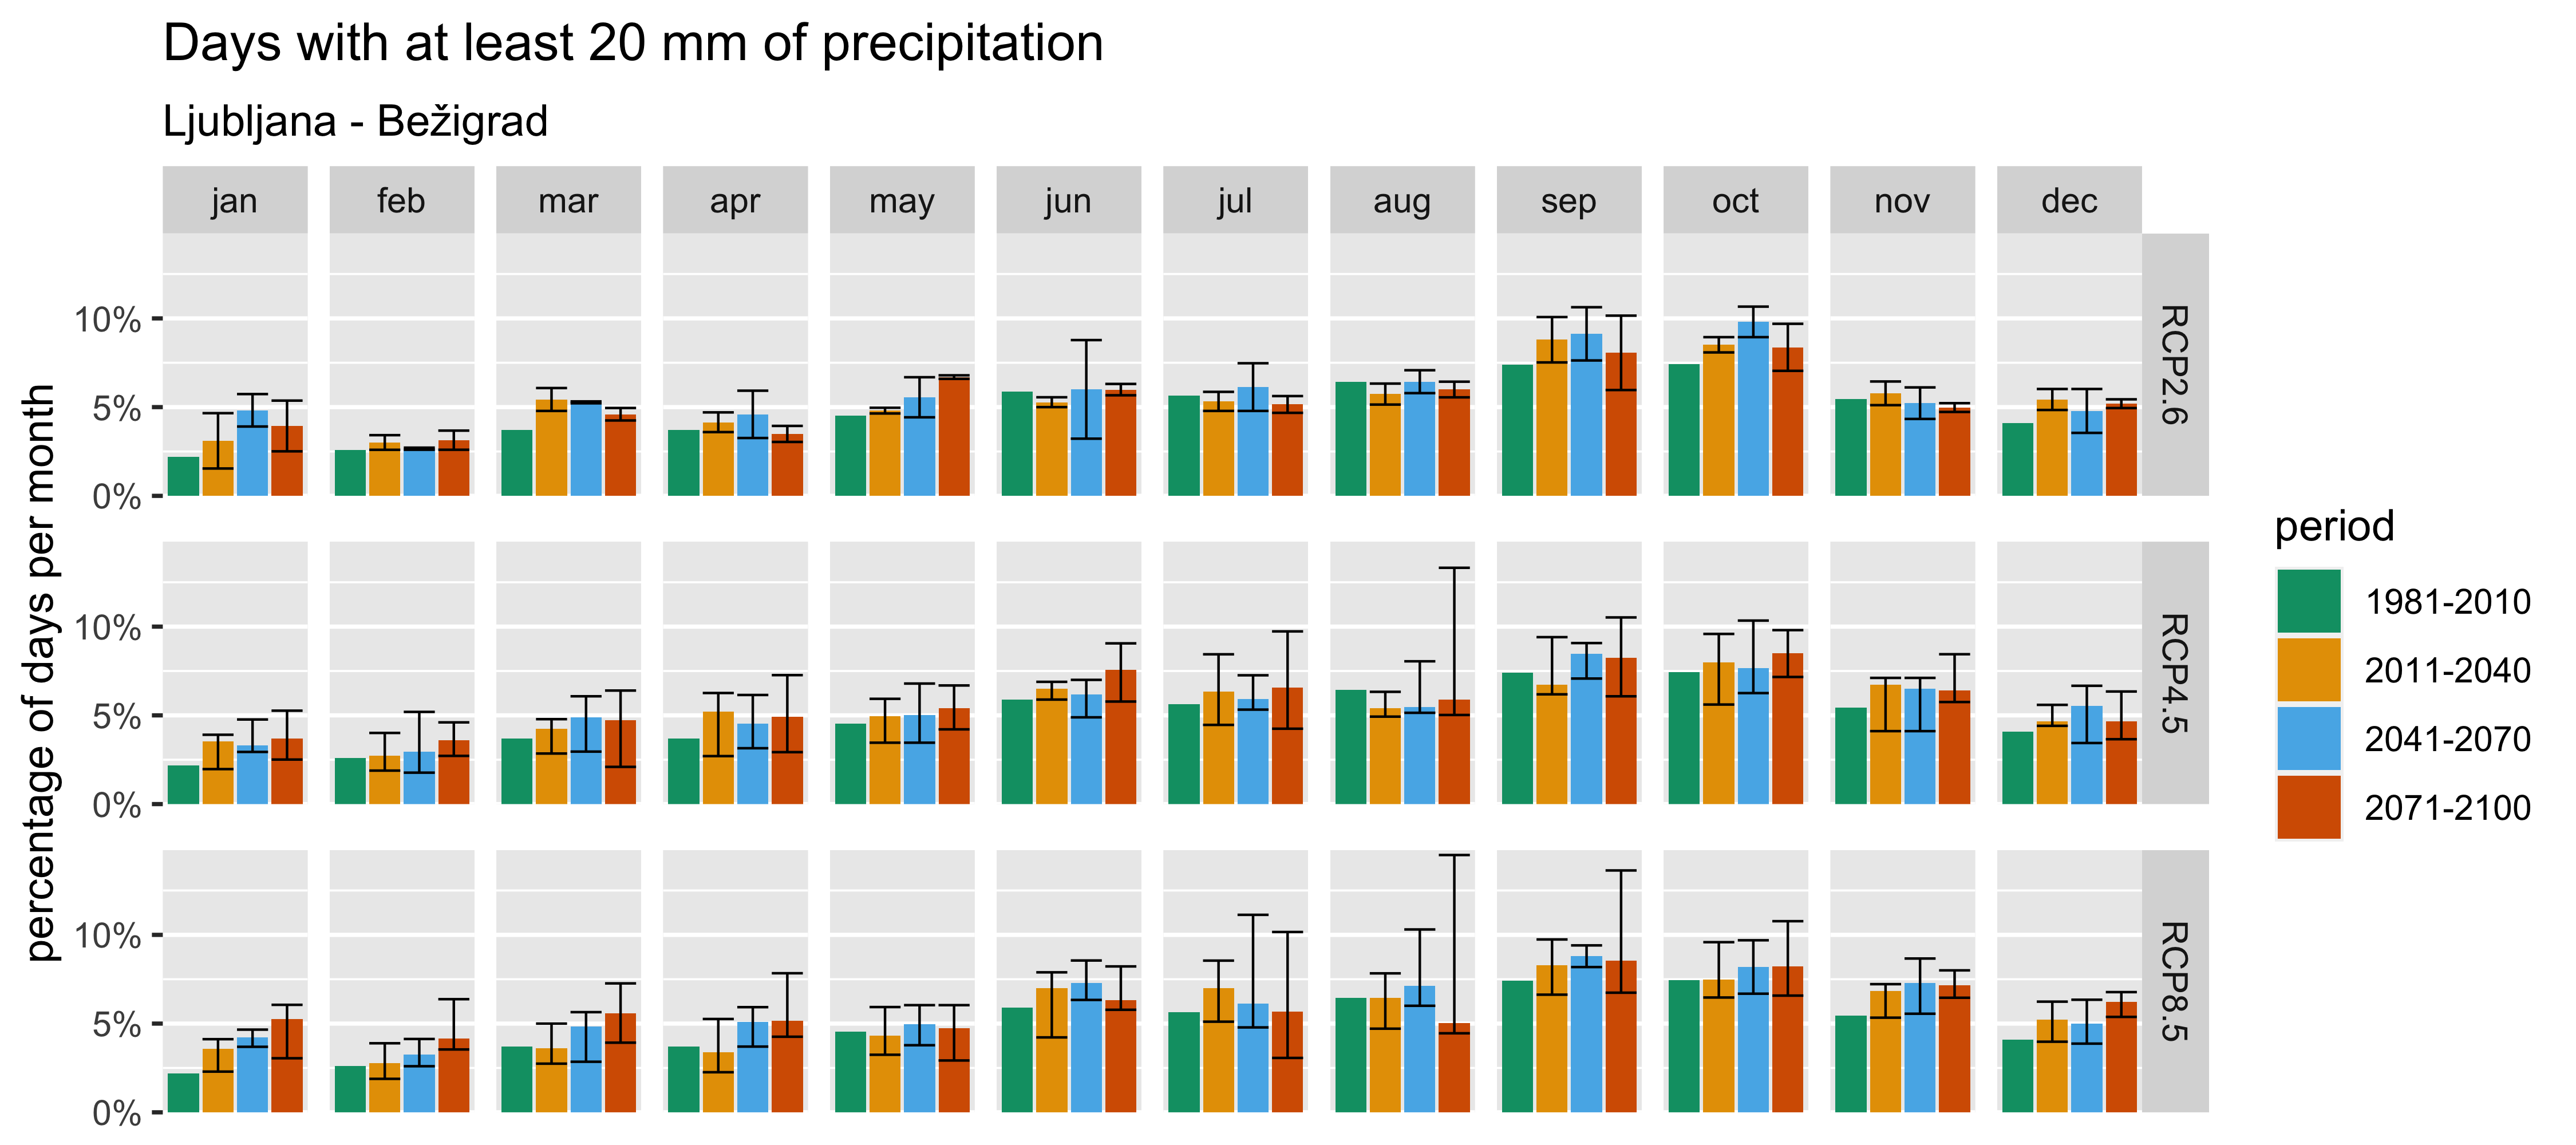 Days with at least 20 mm of precipitation
Ljubljana - Bežigrad
jan feb mar apr may jun jul aug sep oct nov dec
10%
5%
0%
RCP2.6
10%
5%
0%
RCP4.5
10%
5%
0%
RCP8.5
percentage of days per month
period
1981-2010
2011-2040
2041-2070
2071-2100